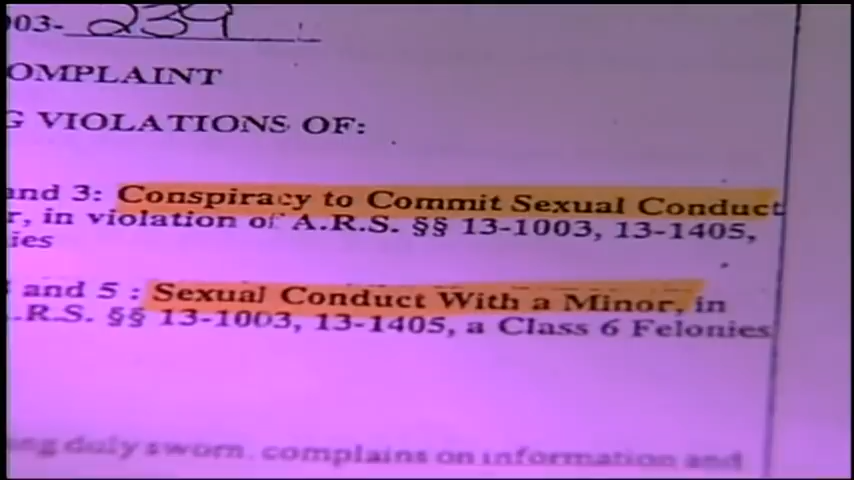 003-239
OMPLAINT
G VIOLATIONS OF:
and 3: Conspiracy to Commit Sexual Conduct
r, in violation of A.R.S. §§ 13-1003, 13-1405,
ies
and 5 : Sexual Conduct With a Minor, in
.R.S. §§ 13-1003, 13-1405, a Class 6 Felonies
ng duly sworn, complains on information and